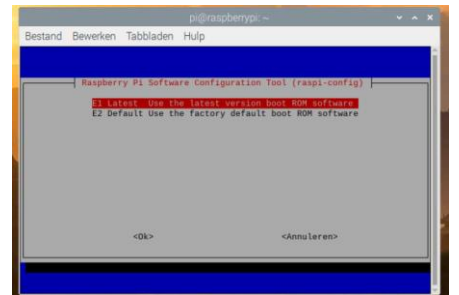 pi@raspberrypi: ~
Bestand Bewerken Tabbladen Hulp
Raspberry Pi Software Configuration Tool (raspi-config)
E1 Latest Use the latest version boot ROM software
E2 Default Use the factory default boot ROM software
<Ok> <Annuleren>